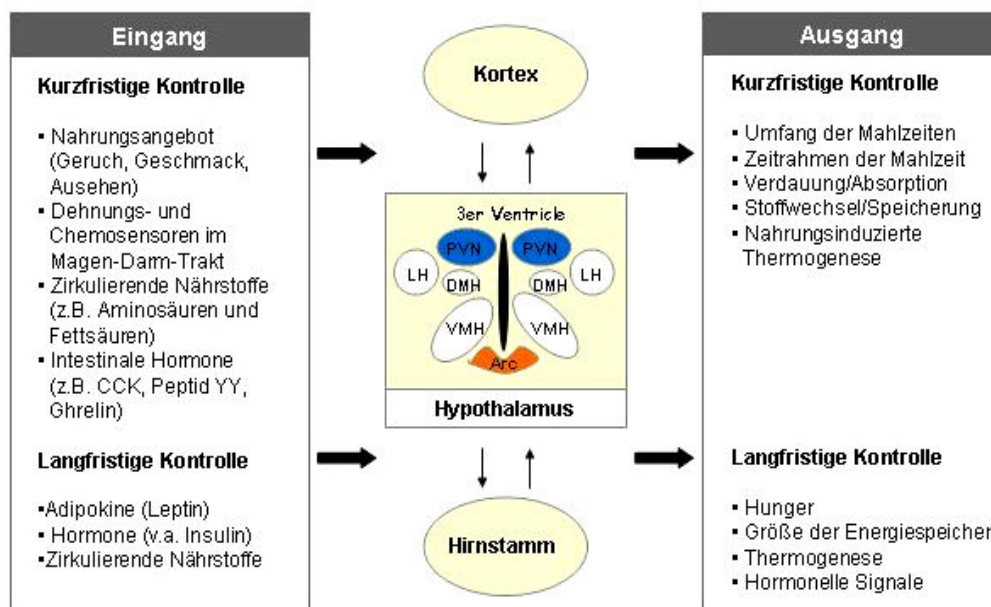 Eingang
Kurzfristige Kontrolle
▪ Nahrungsangebot
(Geruch, Geschmack,
Aussehen)
▪ Dehnungs- und
Chemosensoren im
Magen-Darm-Trakt
▪ Zirkulierende Nährstoffe
(z.B. Aminosäuren und
Fettsäuren)
▪ Intestinale Hormone
(z.B. CCK, Peptid YY,
Ghrelin)
Langfristige Kontrolle
▪Adipokine (Leptin)
▪ Hormone (v.a. Insulin)
▪Zirkulierende Nährstoffe
Kortex
3er Ventricle
PVN PVN
LH DMH DMH LH
VMH VMH
Arc
Hypothalamus
Hirnstamm
Ausgang
Kurzfristige Kontrolle
▪ Umfang der Mahlzeiten
▪ Zeitrahmen der Mahlzeit
▪ Verdauung/Absorption
▪ Stoffwechsel/Speicherung
▪ Nahrungsinduzierte
Thermogenese
Langfristige Kontrolle
▪ Hunger
▪ Größe der Energiespeicher
▪ Thermogenese
▪ Hormonelle Signale